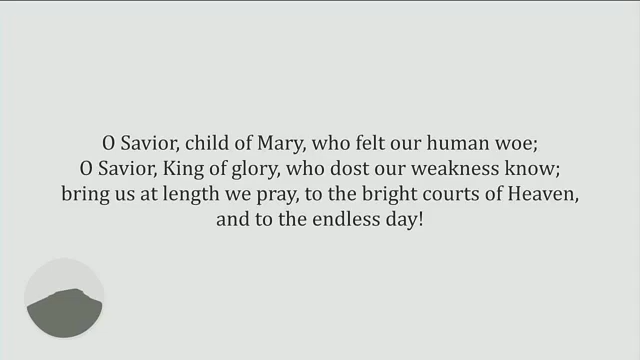 O Savior, child of Mary, who felt our human woe;
O Savior, King of glory, who dost our weakness know;
bring us at length we pray, to the bright courts of Heaven,
and to the endless day!